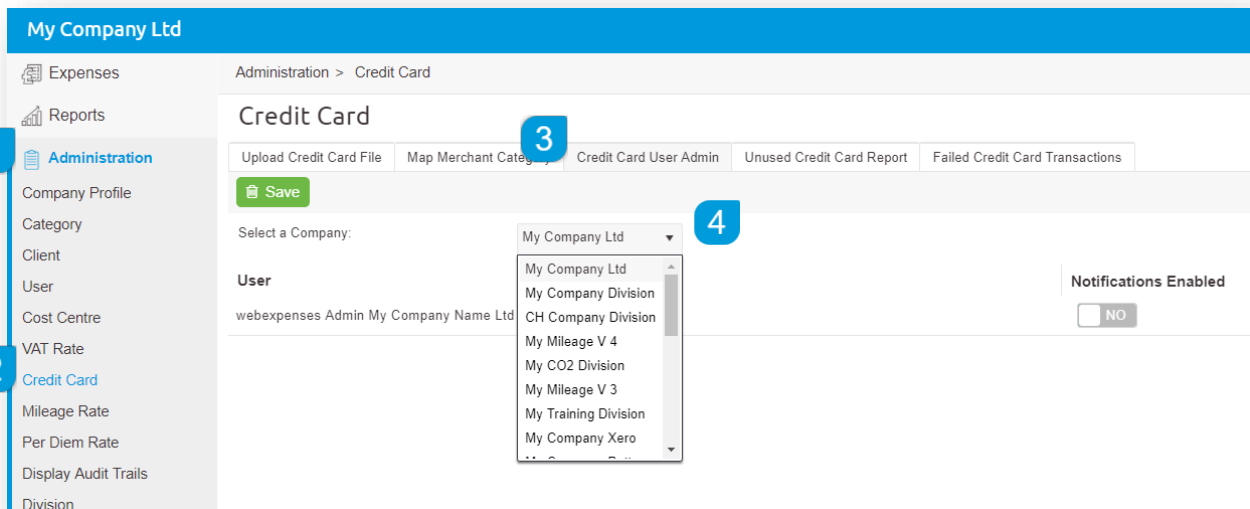 My Company Ltd
Expenses
Reports
Administration
Company Profile
Category
Client
User
Cost Centre
VAT Rate
Credit Card
Mileage Rate
Per Diem Rate
Display Audit Trails
Division
Administration > Credit Card
Credit Card
3
Upload Credit Card File
Map Merchant
Credit Card User Admin
Unused Credit Card Report
Failed Credit Card Transactions
Save
4
Select a Company:
My Company Ltd
My Company Ltd
My Company Division
CH Company Division
My Mileage V 4
My CO2 Division
My Mileage V 3
My Training Division
My Company Xero
User
Notifications Enabled
webexpenses Admin My Company Name Ltd
NO